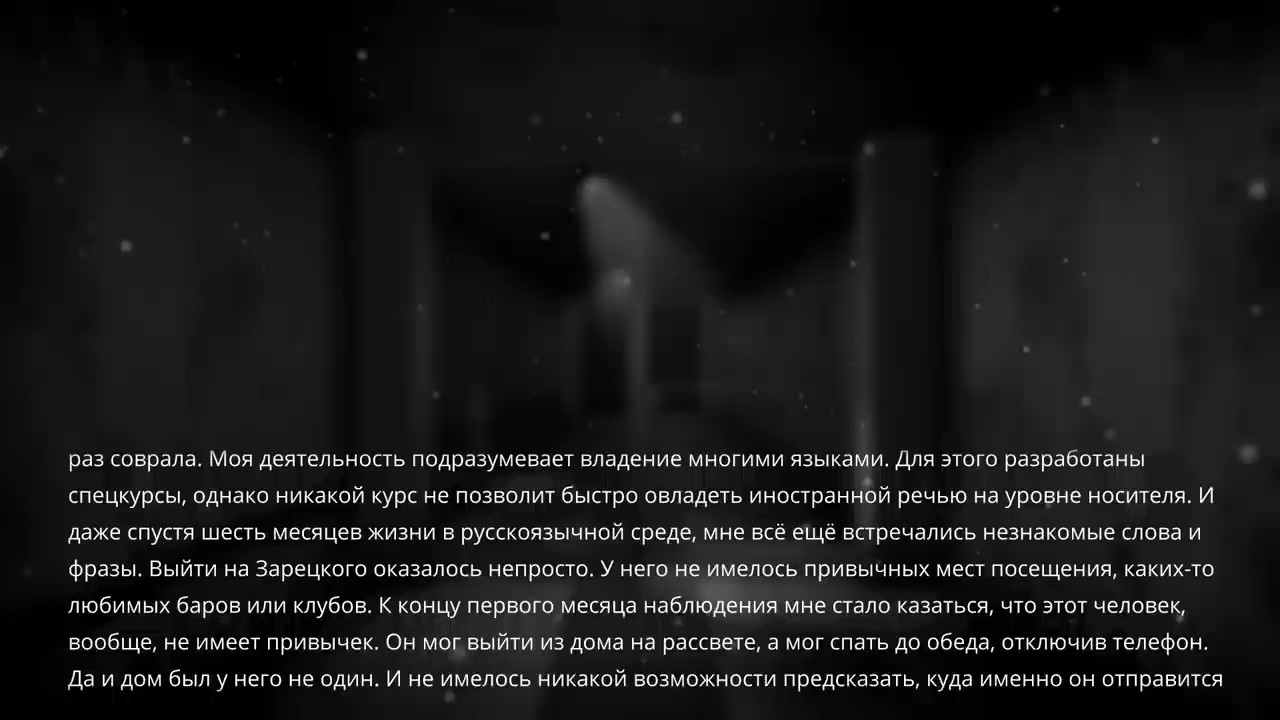 раз соврала. Моя деятельность подразумевает владение многими языками. Для этого разработаны
спецкурсы, однако никакой курс не позволит быстро овладеть иностранной речью на уровне носителя. И
даже спустя шесть месяцев жизни в русскоязычной среде, мне всё ещё встречались незнакомые слова и
фразы. Выйти на Зарецкого оказалось непросто. У него не имелось привычных мест посещения, каких-то
любимых баров или клубов. К концу первого месяца наблюдения мне стало казаться, что этот человек,
вообще, не имеет привычек. Он мог выйти из дома на рассвете, а мог спать до обеда, отключив телефон.
Да и дом был у него не один. И не имелось никакой возможности предсказать, куда именно он отправится